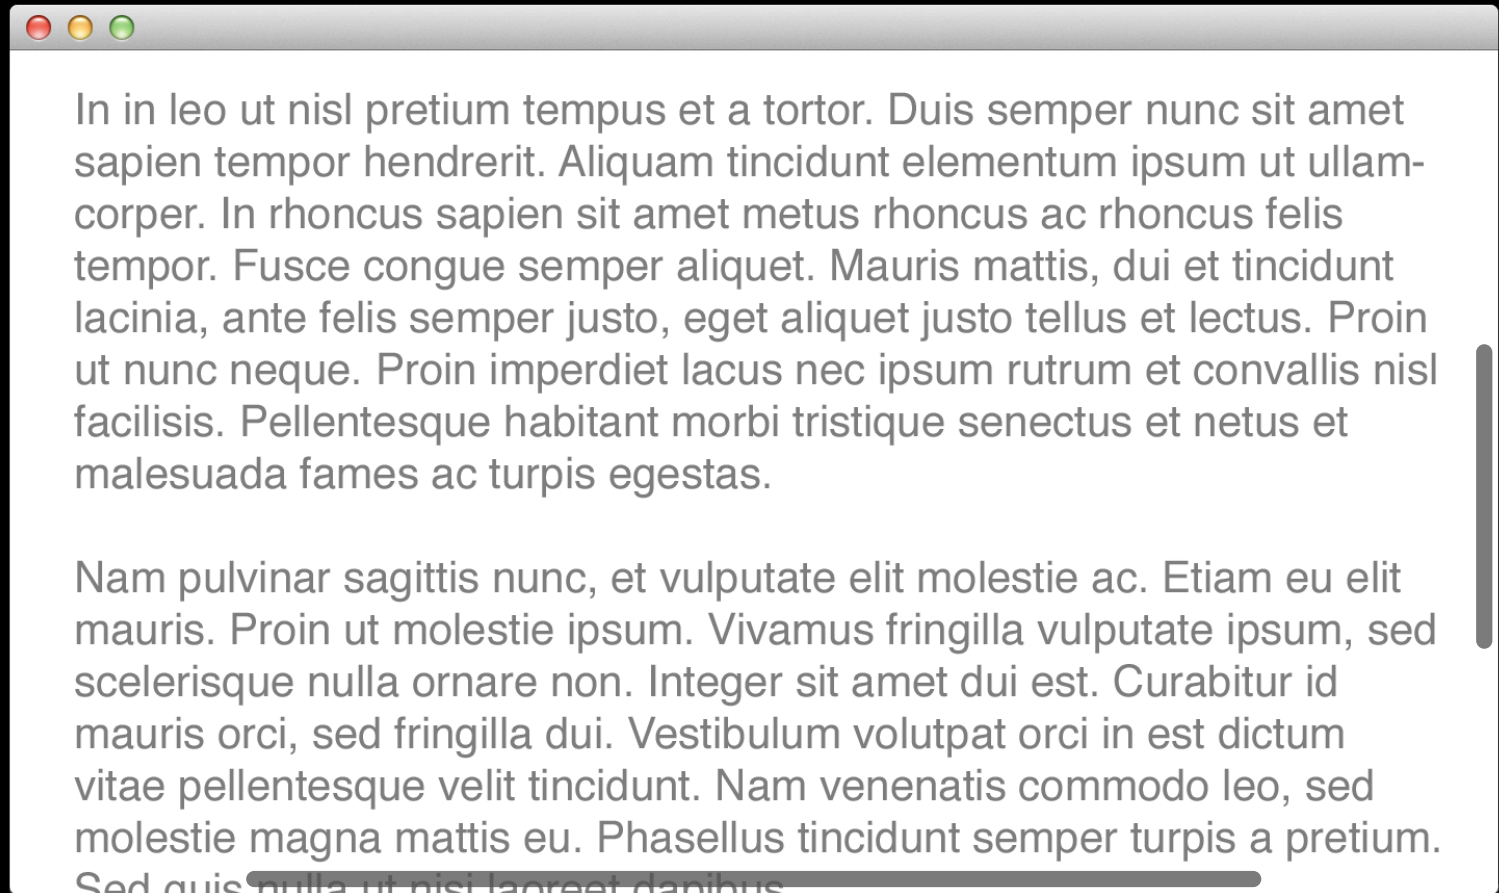 In in leo ut nisl pretium tempus et a tortor. Duis semper nunc sit amet
sapien tempor hendrerit. Aliquam tincidunt elementum ipsum ut ullam-
corper. In rhoncus sapien sit amet metus rhoncus ac rhoncus felis
tempor. Fusce congue semper aliquet. Mauris mattis, dui et tincidunt
lacinia, ante felis semper justo, eget aliquet justo tellus et lectus. Proin
ut nunc neque. Proin imperdiet lacus nec ipsum rutrum et convallis nisl
facilisis. Pellentesque habitant morbi tristique senectus et netus et
malesuada fames ac turpis egestas.
Nam pulvinar sagittis nunc, et vulputate elit molestie ac. Etiam eu elit
mauris. Proin ut molestie ipsum. Vivamus fringilla vulputate ipsum, sed
scelerisque nulla ornare non. Integer sit amet dui est. Curabitur id
mauris orci, sed fringilla dui. Vestibulum volutpat orci in est dictum
vitae pellentesque velit tincidunt. Nam venenatis commodo leo, sed
molestie magna mattis eu. Phasellus tincidunt semper turpis a pretium.
Sed quis nulla ut nisi laoreet dapibus